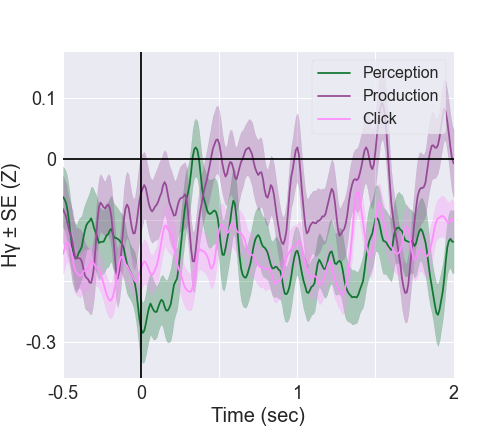 Perception
Production
Click
0.1
0
-0.3
Hγ ± SE (Z)
-0.5
0
1
2
Time (sec)